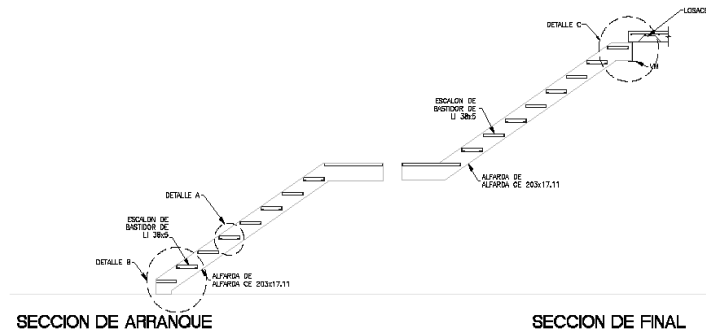 DETALLE C
LOSACE
VM
ESCALON DE
BASTIDOR DE
LI 38x5
ALFARDA DE
ALFARDA CE 203x17.11
DETALLE A
ESCALON DE
BASTIDOR DE
LI 38x5
DETALLE B
ALFARDA DE
ALFARDA CE 203x17.11
SECCION DE ARRANQUE
SECCION DE FINAL